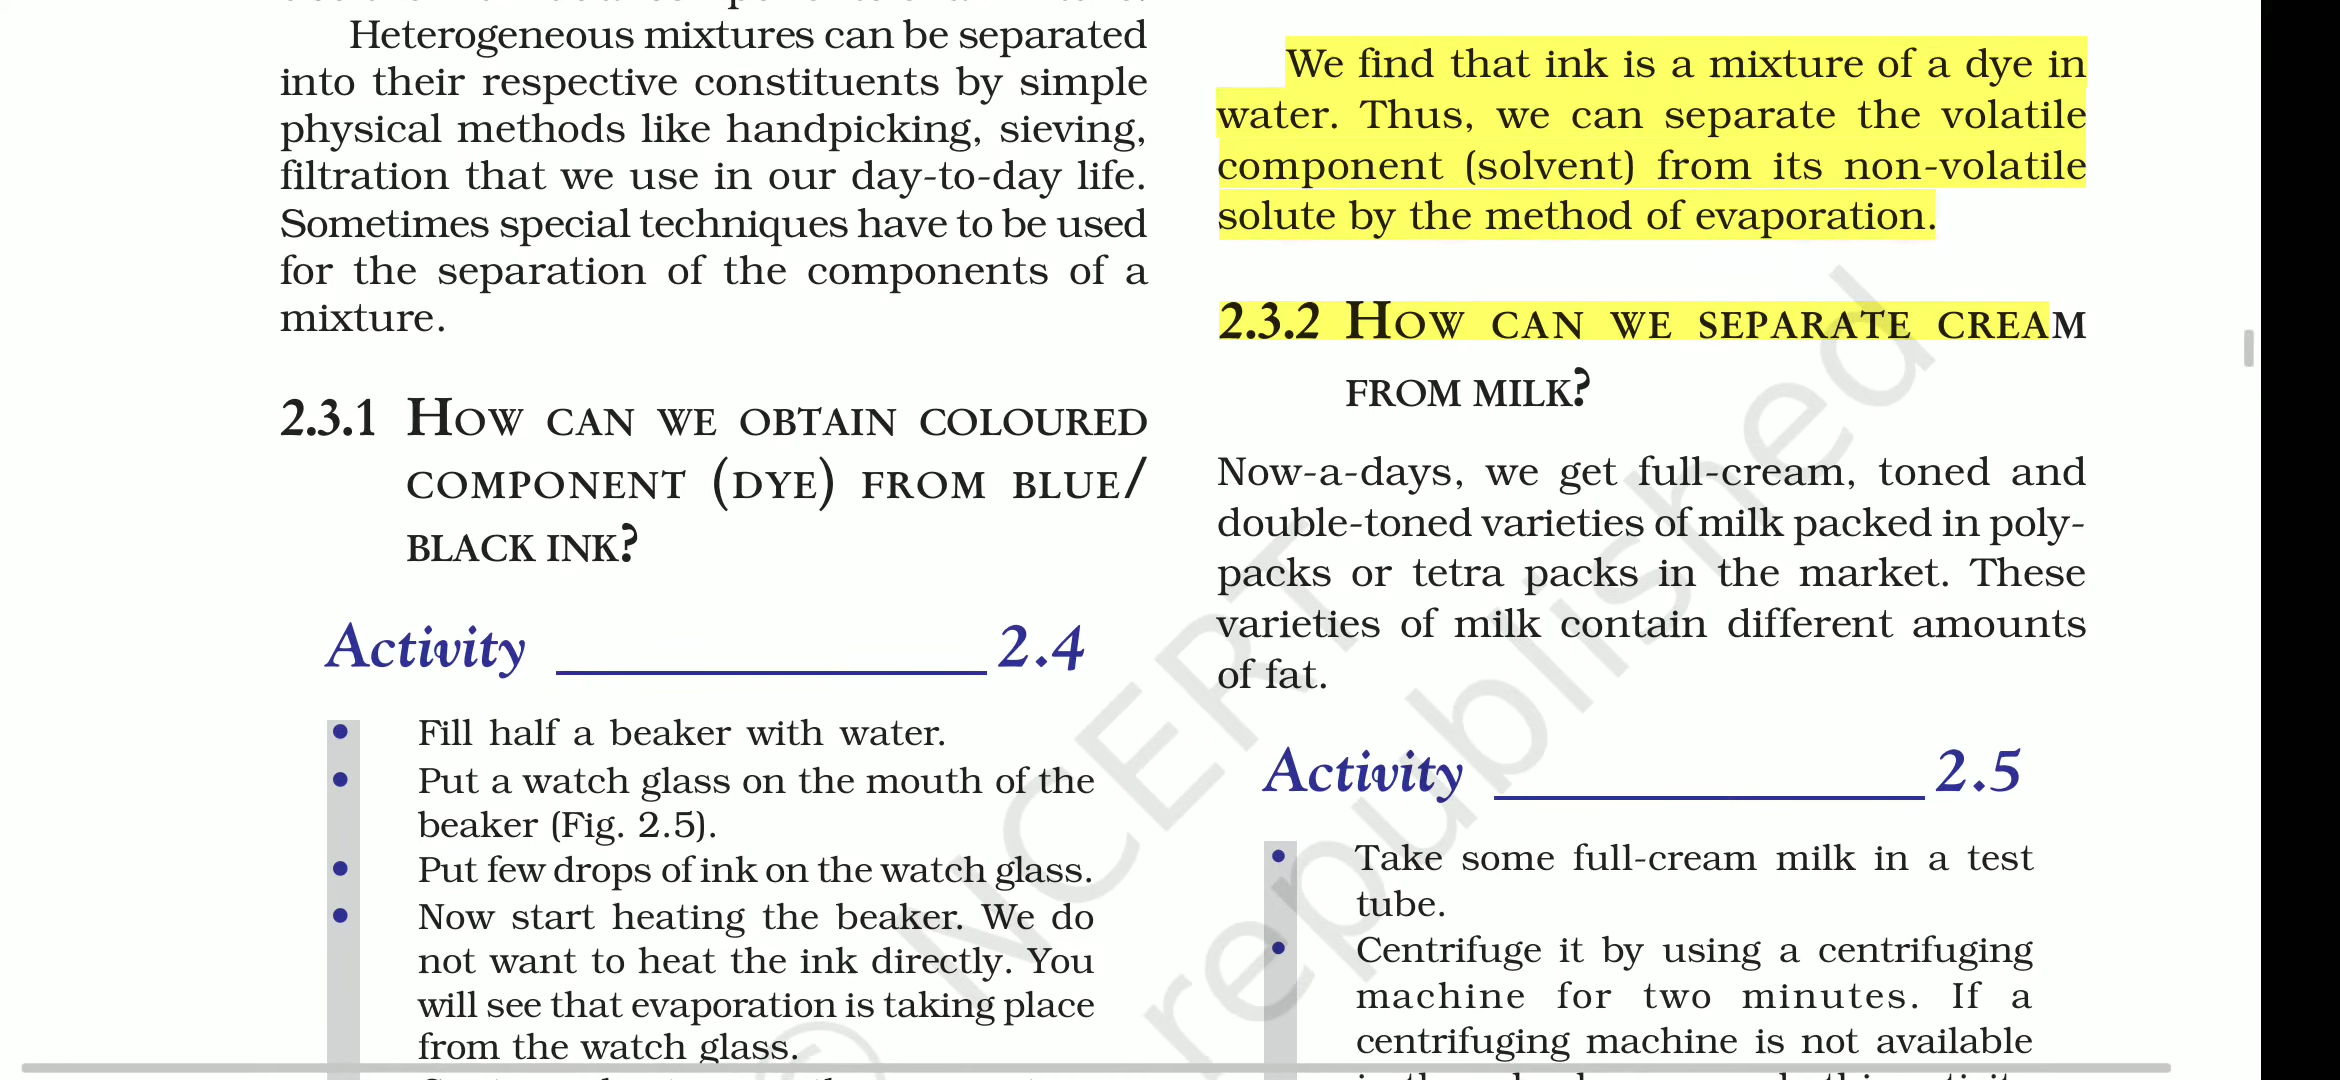 Heterogeneous mixtures can be separated
into their respective constituents by simple
physical methods like handpicking, sieving,
filtration that we use in our day-to-day life.
Sometimes special techniques have to be used
for the separation of the components of a
mixture.
2.3.1 HOW CAN WE OBTAIN COLOURED
COMPONENT (DYE) FROM BLUE/
BLACK INK?
Activity 2.4
• Fill half a beaker with water.
• Put a watch glass on the mouth of the
beaker (Fig. 2.5).
• Put few drops of ink on the watch glass.
• Now start heating the beaker. We do
not want to heat the ink directly. You
will see that evaporation is taking place
from the watch glass.
We find that ink is a mixture of a dye in
water. Thus, we can separate the volatile
component (solvent) from its non-volatile
solute by the method of evaporation.
2.3.2 HOW CAN WE SEPARATE CREAM
FROM MILK?
Now-a-days, we get full-cream, toned and
double-toned varieties of milk packed in poly-
packs or tetra packs in the market. These
varieties of milk contain different amounts
of fat.
Activity 2.5
• Take some full-cream milk in a test
tube.
• Centrifuge it by using a centrifuging
machine for two minutes. If a
centrifuging machine is not available
© NCERT
republished